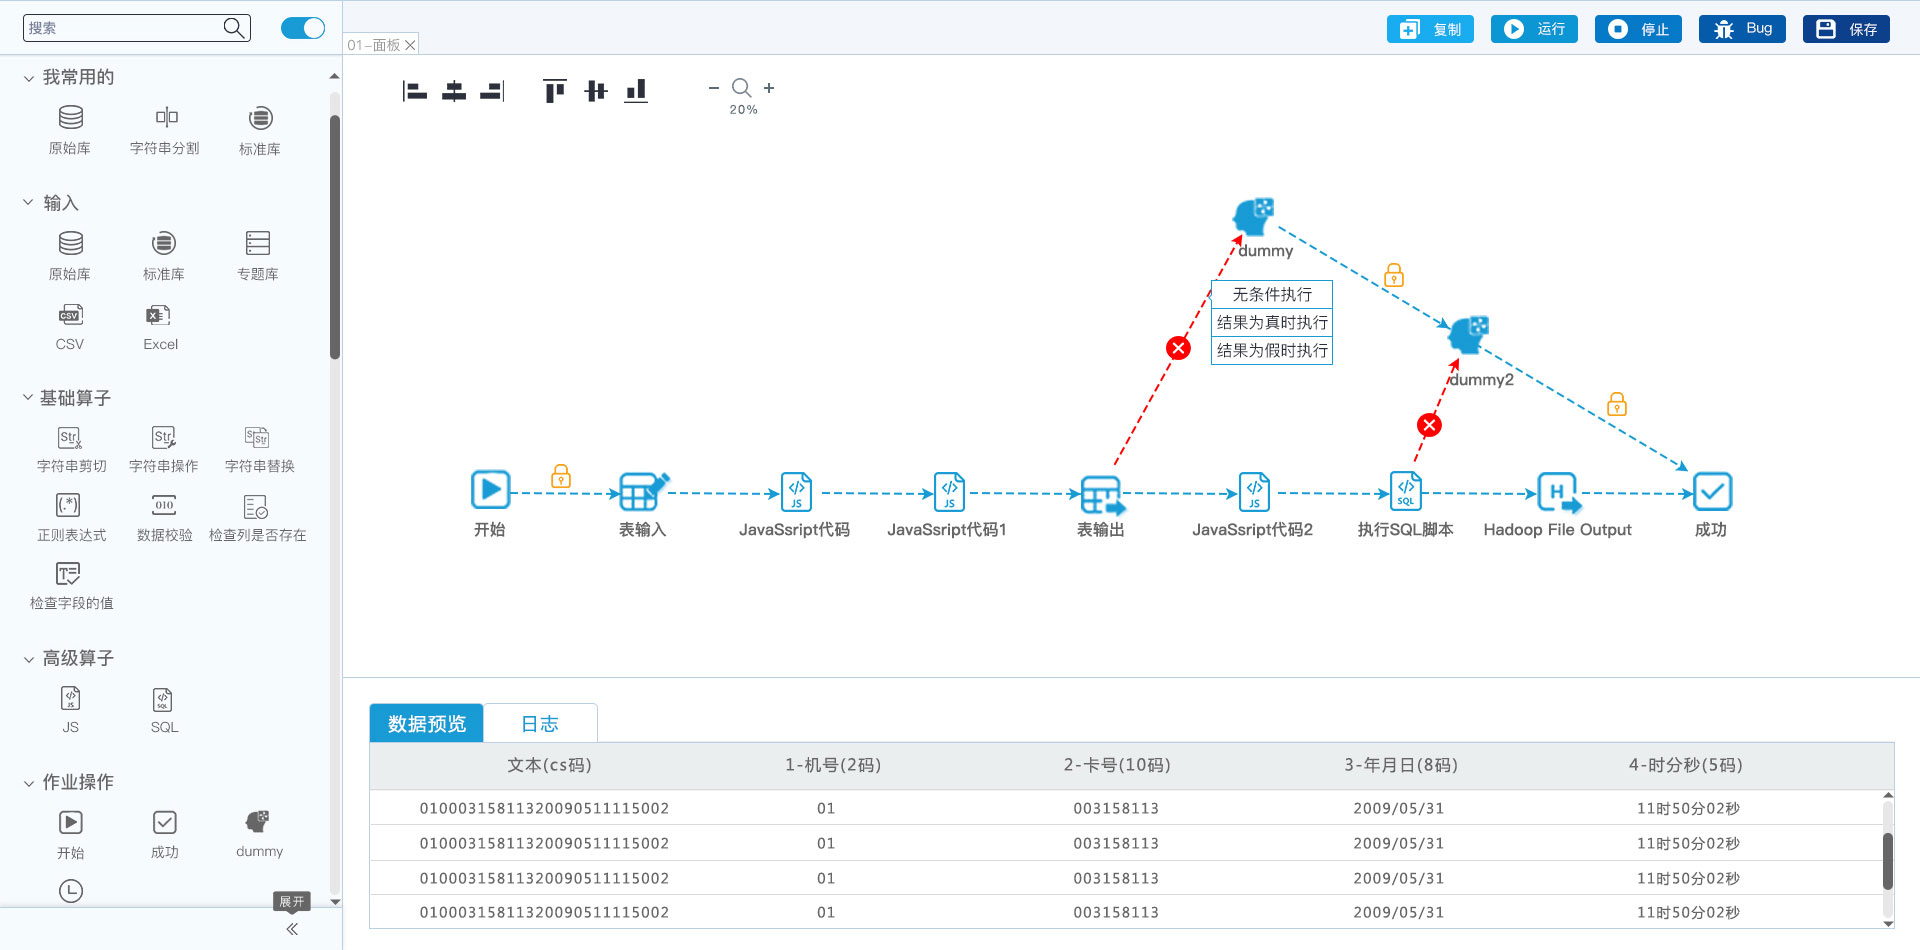 搜索
01-面板
复制
运行
停止
Bug
保存
我常用的
原始库
字符串分割
标准库
输入
原始库
标准库
专题库
CSV
CSV
Excel
基础算子
Str
Str
S Str
字符串剪切
字符串操作
字符串替换
(.*)
010
正则表达式
数据校验
检查列是否存在
T
检查字段的值
高级算子
JS
SQL
JS
SQL
作业操作
开始
成功
dummy
展开
20%
dummy
无条件执行
结果为真时执行
结果为假时执行
dummy2
JS
JS
JS
SQL
H
开始
表输入
JavaSsript代码
JavaSsript代码1
表输出
JavaSsript代码2
执行SQL脚本
Hadoop File Output
成功
数据预览
日志
文本(cs码) 1-机号(2码) 2-卡号(10码) 3-年月日(8码) 4-时分秒(5码)
01000315811320090511115002 01 003158113 2009/05/31 11时50分02秒
01000315811320090511115002 01 003158113 2009/05/31 11时50分02秒
01000315811320090511115002 01 003158113 2009/05/31 11时50分02秒
01000315811320090511115002 01 003158113 2009/05/31 11时50分02秒